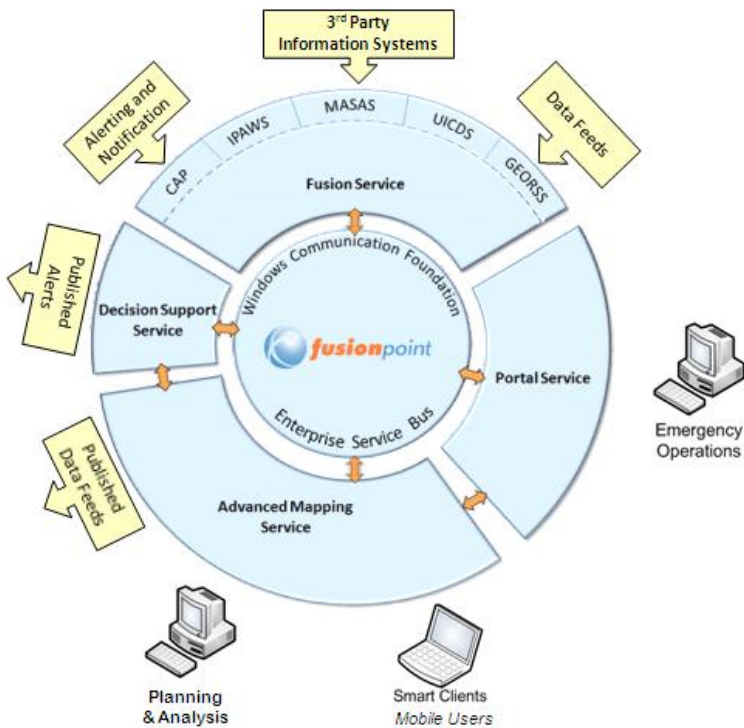 3rd Party
Information Systems
Alerting and
Notification
Data Feeds
CAP
IPAWS
MASAS
UICDS
GEORSS
Fusion Service
Published
Alerts
Decision Support
Service
Windows Communication Foundation
fusionpoint
Enterprise Service Bus
Portal Service
Emergency
Operations
Published
Data Feeds
Advanced Mapping
Service
Planning
& Analysis
Smart Clients
Mobile Users